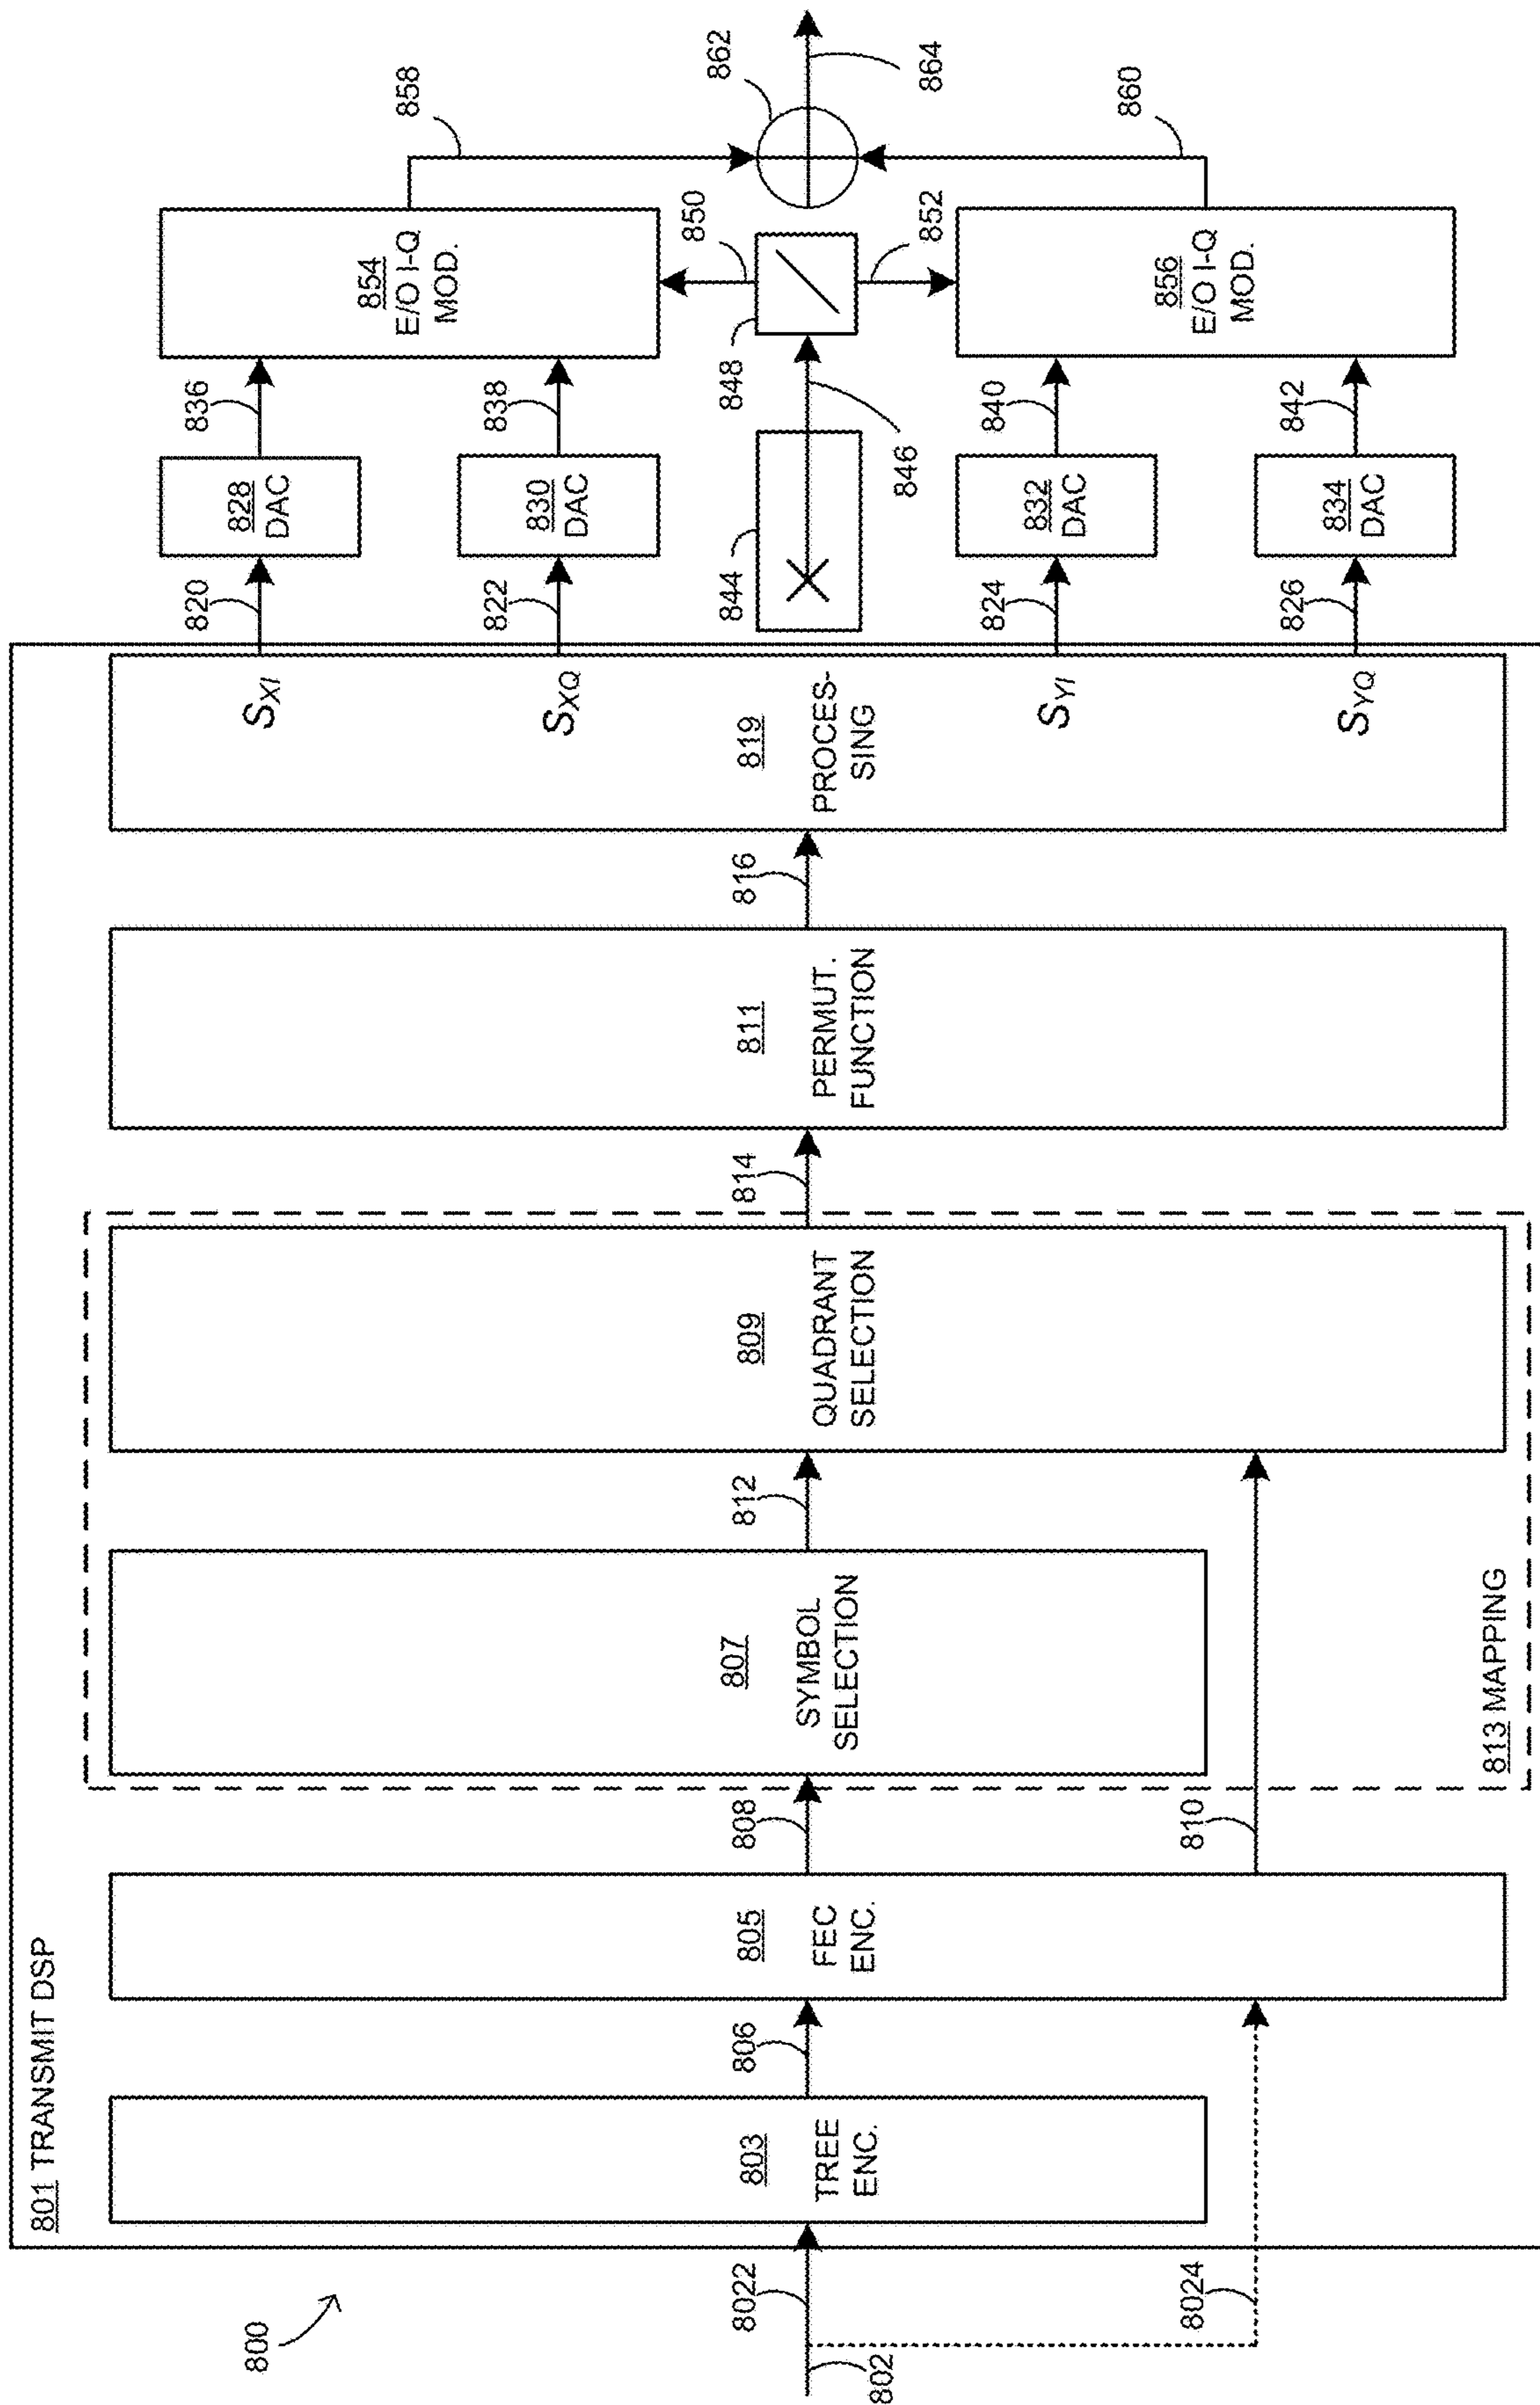 801 TRANSMIT DSP
800
802
8022
8024
803
TREE
ENC.
806
805
FEC
ENC.
808
810
807
SYMBOL
SELECTION
812
809
QUADRANT
SELECTION
813 MAPPING
814
811
PERMUT.
FUNCTION
816
819
PROCES-
SING
SXI
SXQ
SYI
SYQ
820
822
824
826
828
DAC
830
DAC
832
DAC
834
DAC
836
838
840
842
844
846
848
850
852
854
E/O I-Q
MOD.
856
E/O I-Q
MOD.
858
860
862
864